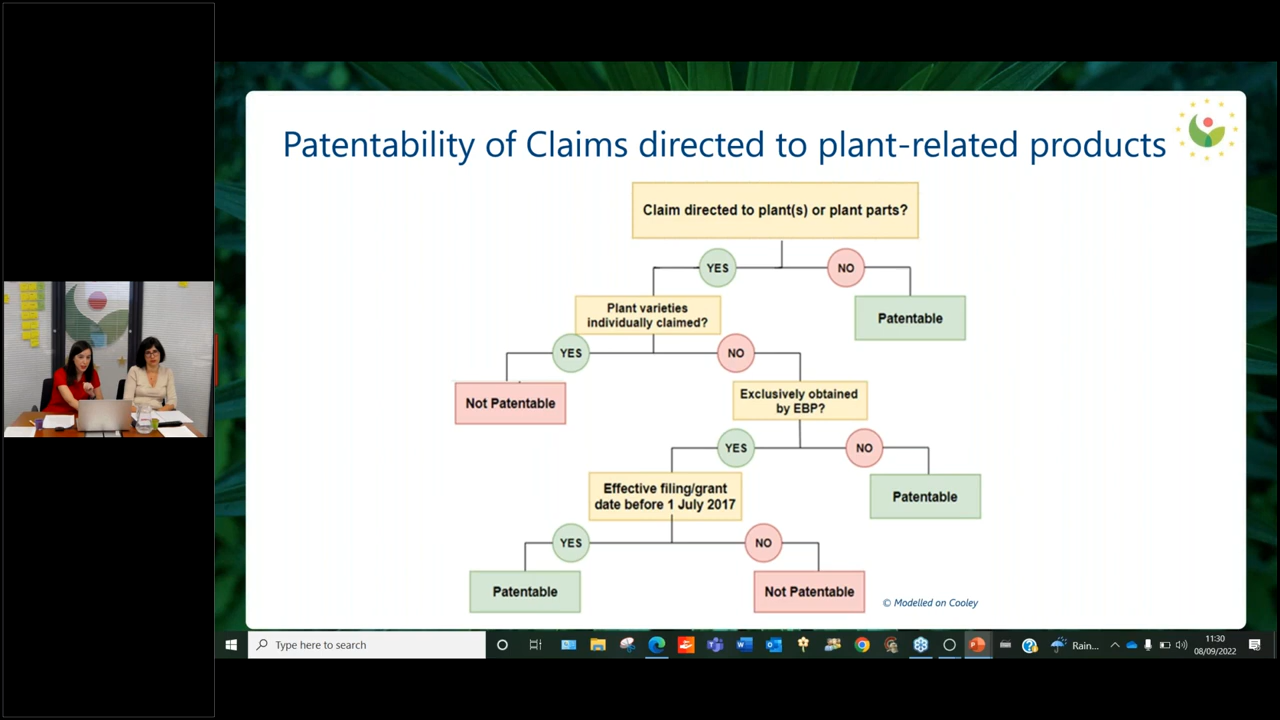 Patentability of Claims directed to plant-related products
Claim directed to plant(s) or plant parts?
YES
NO
Plant varieties
individually claimed?
Patentable
YES
NO
Not Patentable
Exclusively obtained
by EBP?
YES
NO
Effective filing/grant
date before 1 July 2017
Patentable
YES
NO
Patentable
Not Patentable
© Modelled on Cooley
Type here to search
Rain...
11:30
08/09/2022